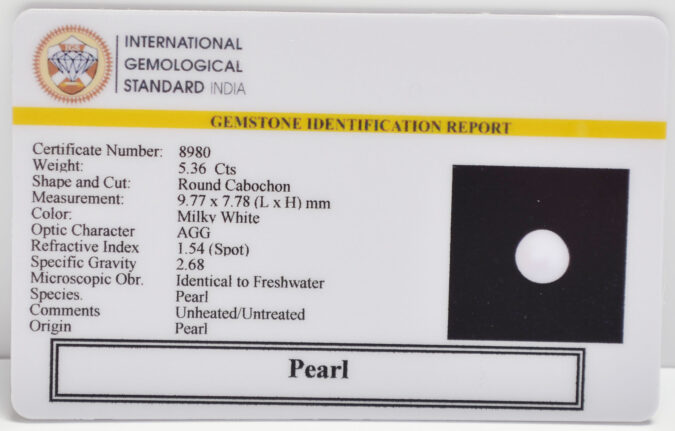 INTERNATIONAL
GEMOLOGICAL
STANDARD INDIA
GEMSTONE IDENTIFICATION REPORT
Certificate Number: 8980
Weight: 5.36 Cts
Shape and Cut: Round Cabochon
Measurement: 9.77 x 7.78 (L x H) mm
Color: Milky White
Optic Character AGG
Refractive Index 1.54 (Spot)
Specific Gravity 2.68
Microscopic Obr. Identical to Freshwater
Species. Pearl
Comments Unheated/Untreated
Origin Pearl
Pearl